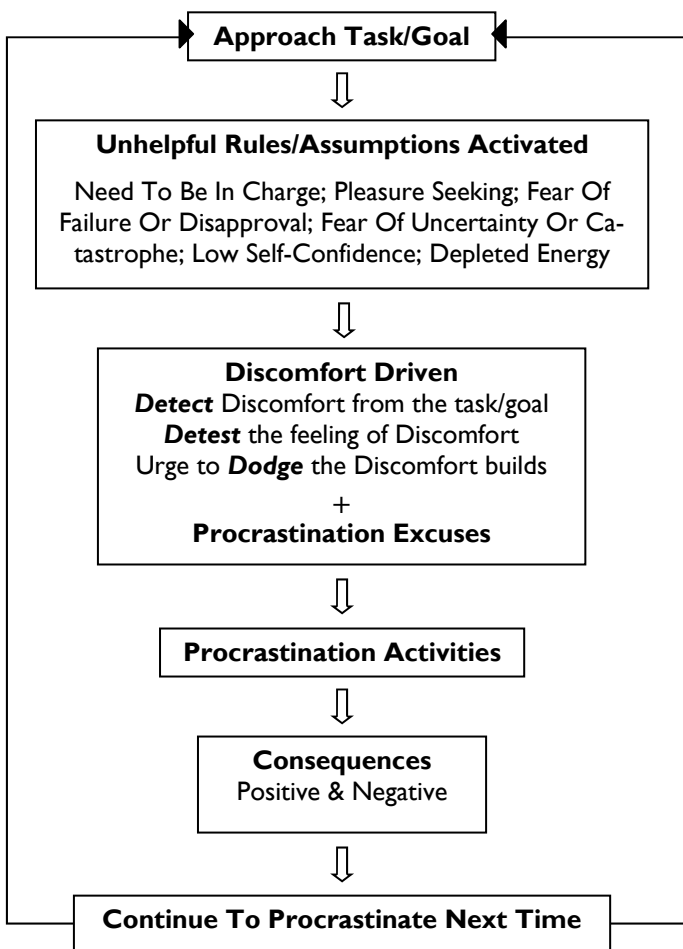 Approach Task/Goal
Unhelpful Rules/Assumptions Activated
Need To Be In Charge; Pleasure Seeking; Fear Of
Failure Or Disapproval; Fear Of Uncertainty Or Ca-
tastrophe; Low Self-Confidence; Depleted Energy
Discomfort Driven
Detect Discomfort from the task/goal
Detest the feeling of Discomfort
Urge to Dodge the Discomfort builds
+
Procrastination Excuses
Procrastination Activities
Consequences
Positive & Negative
Continue To Procrastinate Next Time